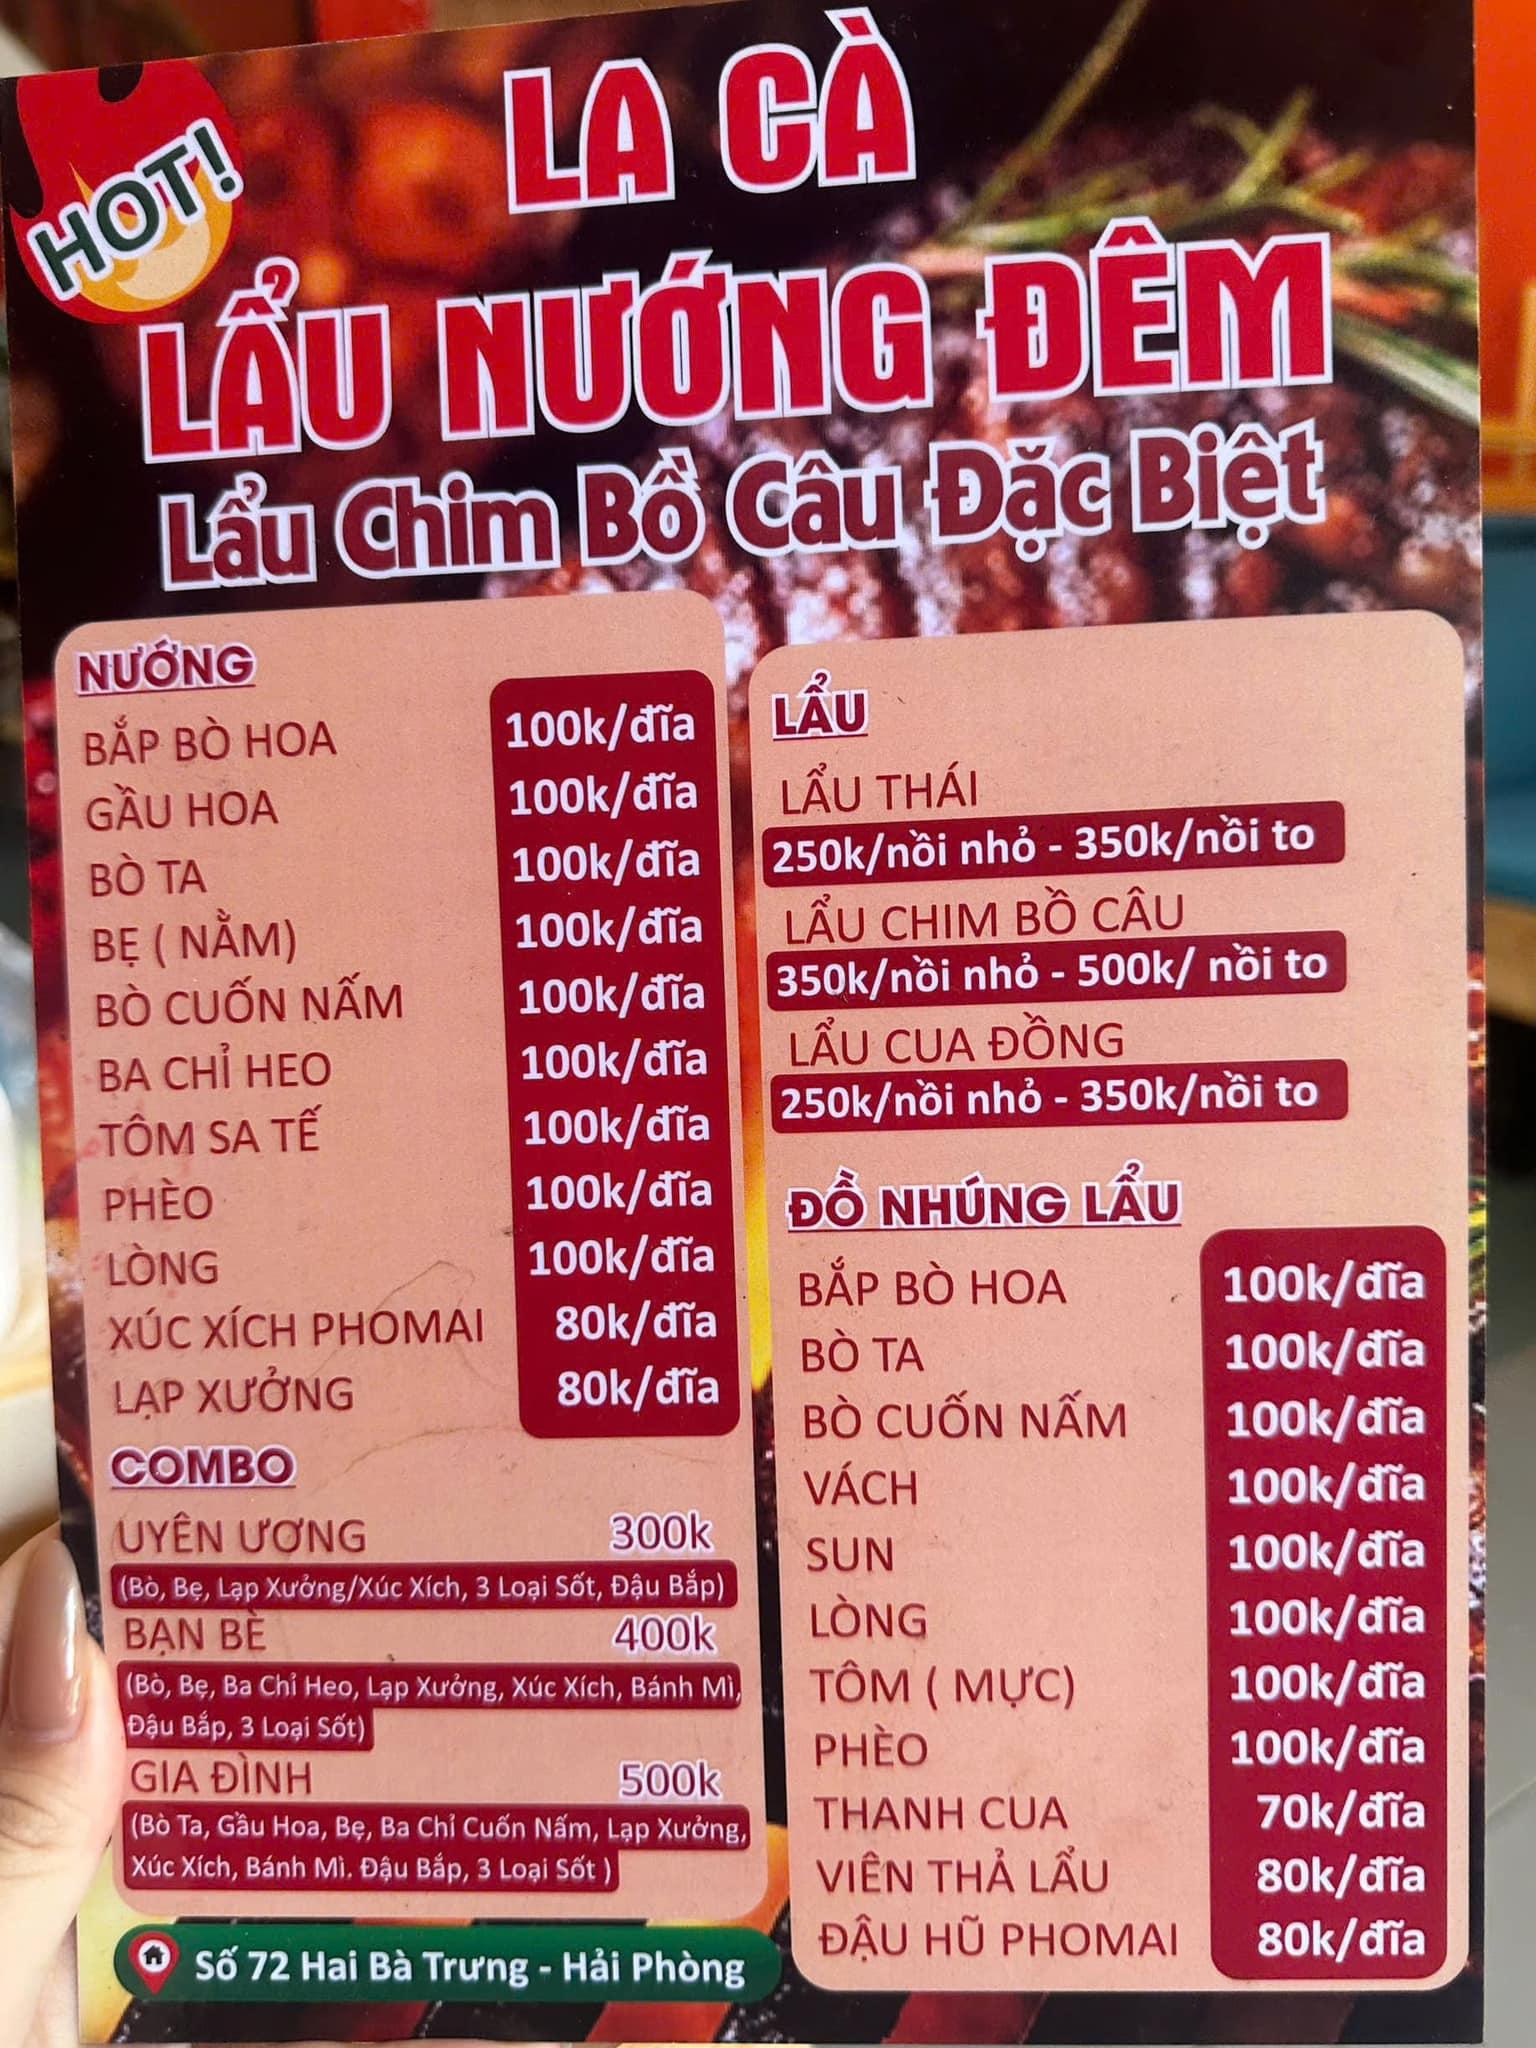 HOT!
LA CÀ
LẨU NƯỚNG ĐÊM
Lẩu Chim Bồ Câu Đặc Biệt
NƯỚNG
BẮP BÒ HOA 100k/đĩa
GẦU HOA 100k/đĩa
BÒ TA 100k/đĩa
BẸ ( NẰM) 100k/đĩa
BÒ CUỐN NẤM 100k/đĩa
BA CHỈ HEO 100k/đĩa
TÔM SA TẾ 100k/đĩa
PHÈO 100k/đĩa
LÒNG 100k/đĩa
XÚC XÍCH PHOMAI 80k/đĩa
LẠP XƯỞNG 80k/đĩa
COMBO
UYÊN ƯƠNG 300k
(Bò, Bẹ, Lạp Xưởng/Xúc Xích, 3 Loại Sốt, Đậu Bắp)
BẠN BÈ 400k
(Bò, Bẹ, Ba Chỉ Heo, Lạp Xưởng, Xúc Xích, Bánh Mì,
Đậu Bắp, 3 Loại Sốt)
GIA ĐÌNH 500k
(Bò Ta, Gầu Hoa, Bẹ, Ba Chỉ Cuốn Nấm, Lạp Xưởng,
Xúc Xích, Bánh Mì. Đậu Bắp, 3 Loại Sốt )
LẨU
LẨU THÁI
250k/nồi nhỏ - 350k/nồi to
LẨU CHIM BỒ CÂU
350k/nồi nhỏ - 500k/ nồi to
LẨU CUA ĐỒNG
250k/nồi nhỏ - 350k/nồi to
ĐỒ NHÚNG LẨU
BẮP BÒ HOA 100k/đĩa
BÒ TA 100k/đĩa
BÒ CUỐN NẤM 100k/đĩa
VÁCH 100k/đĩa
SUN 100k/đĩa
LÒNG 100k/đĩa
TÔM ( MỰC) 100k/đĩa
PHÈO 100k/đĩa
THANH CUA 70k/đĩa
VIÊN THẢ LẨU 80k/đĩa
ĐẬU HŨ PHOMAI 80k/đĩa
Số 72 Hai Bà Trưng - Hải Phòng